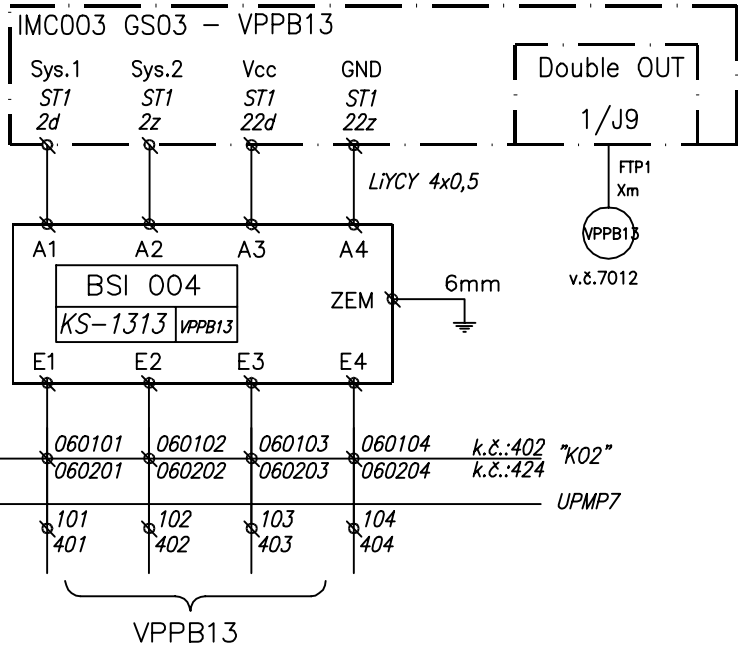 IMC003 GS03 – VPPB13
Sys.1 Sys.2 Vcc GND
ST1 ST1 ST1 ST1
2d 2z 22d 22z
Double OUT
1/J9
LiYCY 4x0,5
FTP1
Xm
VPPB13
v.č.7012
A1 A2 A3 A4
BSI 004
KS-1313 VPPB13
ZEM
6mm
E1 E2 E3 E4
060101 060102 060103 060104 k.č.:402
"K02"
060201 060202 060203 060204 k.č.:424
UPMP7
101 102 103 104
401 402 403 404
VPPB13